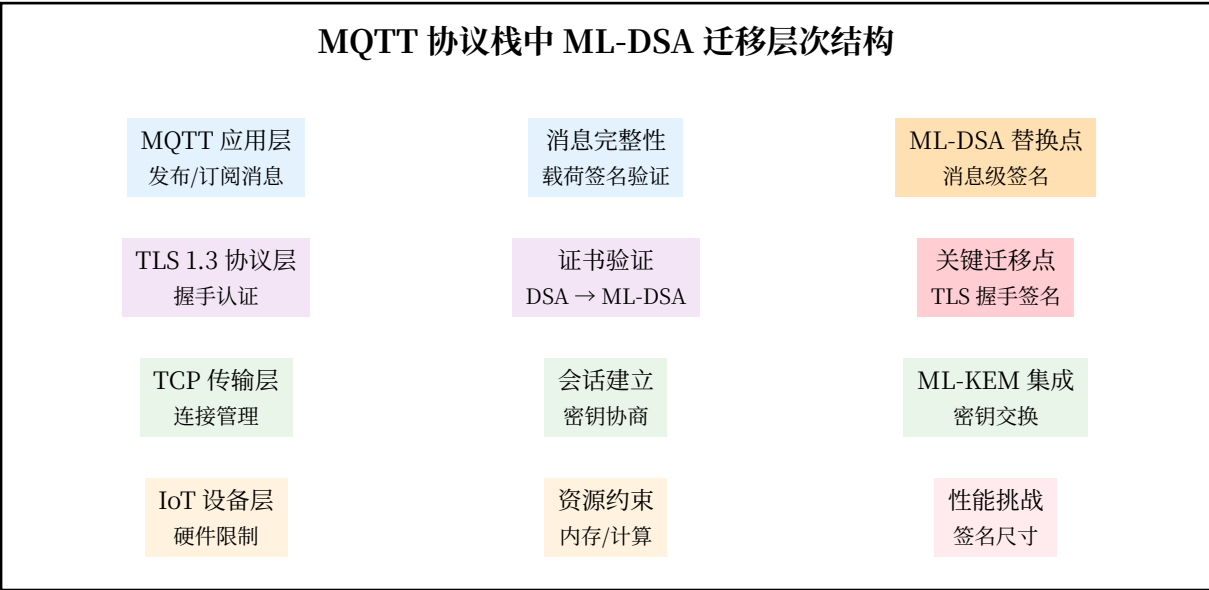 MQTT 协议栈中 ML-DSA 迁移层次结构
MQTT 应用层
发布/订阅消息
消息完整性
载荷签名验证
ML-DSA 替换点
消息级签名
TLS 1.3 协议层
握手认证
证书验证
DSA → ML-DSA
关键迁移点
TLS 握手签名
TCP 传输层
连接管理
会话建立
密钥协商
ML-KEM 集成
密钥交换
IoT 设备层
硬件限制
资源约束
内存/计算
性能挑战
签名尺寸